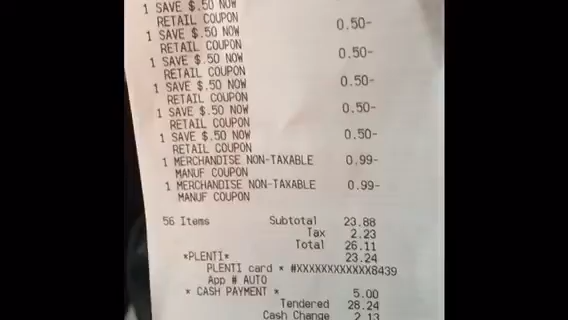 1 SAVE $.50 NOW
RETAIL COUPON 0.50-
1 SAVE $.50 NOW
RETAIL COUPON 0.50-
1 SAVE $.50 NOW
RETAIL COUPON 0.50-
1 SAVE $.50 NOW
RETAIL COUPON 0.50-
1 SAVE $.50 NOW
RETAIL COUPON 0.50-
1 SAVE $.50 NOW
RETAIL COUPON
1 MERCHANDISE NON-TAXABLE 0.99-
MANUF COUPON
1 MERCHANDISE NON-TAXABLE 0.99-
MANUF COUPON
56 Items Subtotal 23.88
Tax 2.23
Total 26.11
*PLENTI* 23.24
PLENTI card * #XXXXXXXXXXXX8439
App # AUTO
* CASH PAYMENT * 5.00
Tendered 28.24
Cash Change 2.13